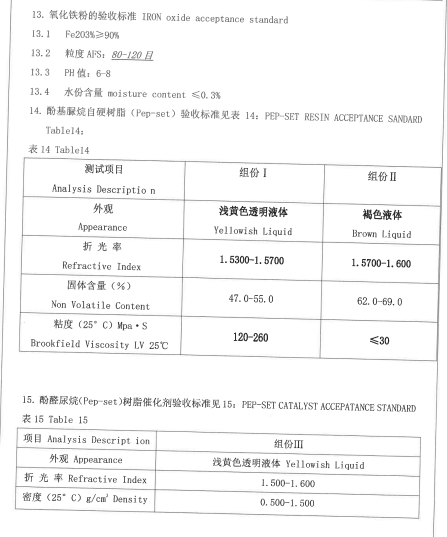 13. 氧化铁粉的验收标准 IRON oxide acceptance standard
13.1 Fe203%≥90%
13.2 粒度 AFS: 80-120 目
13.3 PH 值: 6-8
13.4 水份含量 moisture content ≤0.3%
14. 酚基脲烷自硬树脂（Pep-set）验收标准见表 14: PEP-SET RESIN ACCEPTANCE SANDARD
Table14:
表 14 Table14
测试项目 组份Ⅰ 组份Ⅱ
Analysis Descriptio n
外观 浅黄色透明液体 褐色液体
Appearance Yellowish Liquid Brown Liquid
折 光 率 1.5300-1.5700 1.5700-1.600
Refractive Index
固体含量（%） 47.0-55.0 62.0-69.0
Non Volatile Content
粘度（25°C）Mpa·S 120-260 ≤30
Brookfield Viscosity LV 25℃
15. 酚醛尿烷(Pep-set)树脂催化剂验收标准见 15: PEP-SET CATALYST ACCEPATANCE STANDARD
表 15 Table 15
项目 Analysis Descript ion 组份Ⅲ
外观 Appearance 浅黄色透明液体 Yellowish Liquid
折 光 率 Refractive Index 1.500-1.600
密度（25°C）g/cm³ Density 0.500-1.500